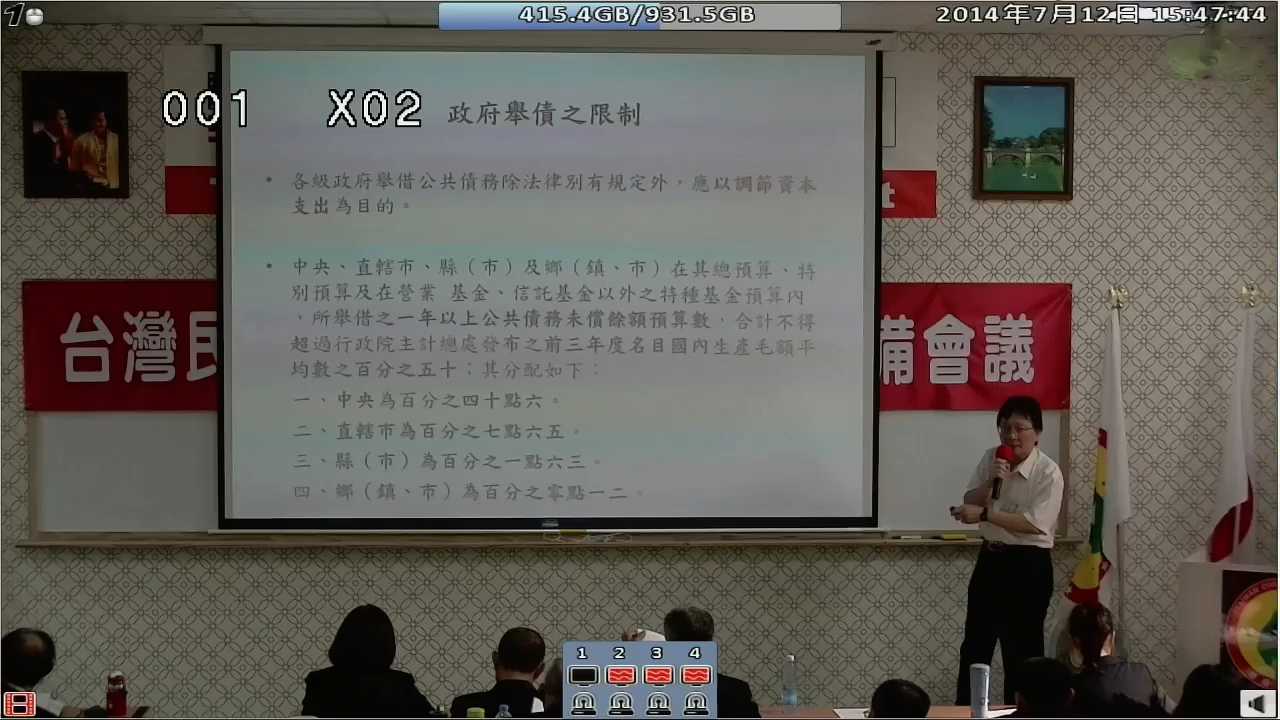 415.4GB/931.5GB
2014年7月12日 15:47:44
001 X02
政府舉債之限制
• 各級政府舉借公共債務除法律別有規定外，應以調節資本
支出為目的。
• 中央、直轄市、縣（市）及鄉（鎮、市）在其總預算、特
別預算及在營業 基金、信託基金以外之特種基金預算內
，所舉借之一年以上公共債務未償餘額預算數，合計不得
超過行政院主計總處發布之前三年度名目國內生產毛額平
均數之百分之五十；其分配如下：
一、中央為百分之四十點六。
二、直轄市為百分之七點六五。
三、縣（市）為百分之一點六三。
四、鄉（鎮、市）為百分之零點一二。
t
台灣民
備會議
1 2 3 4